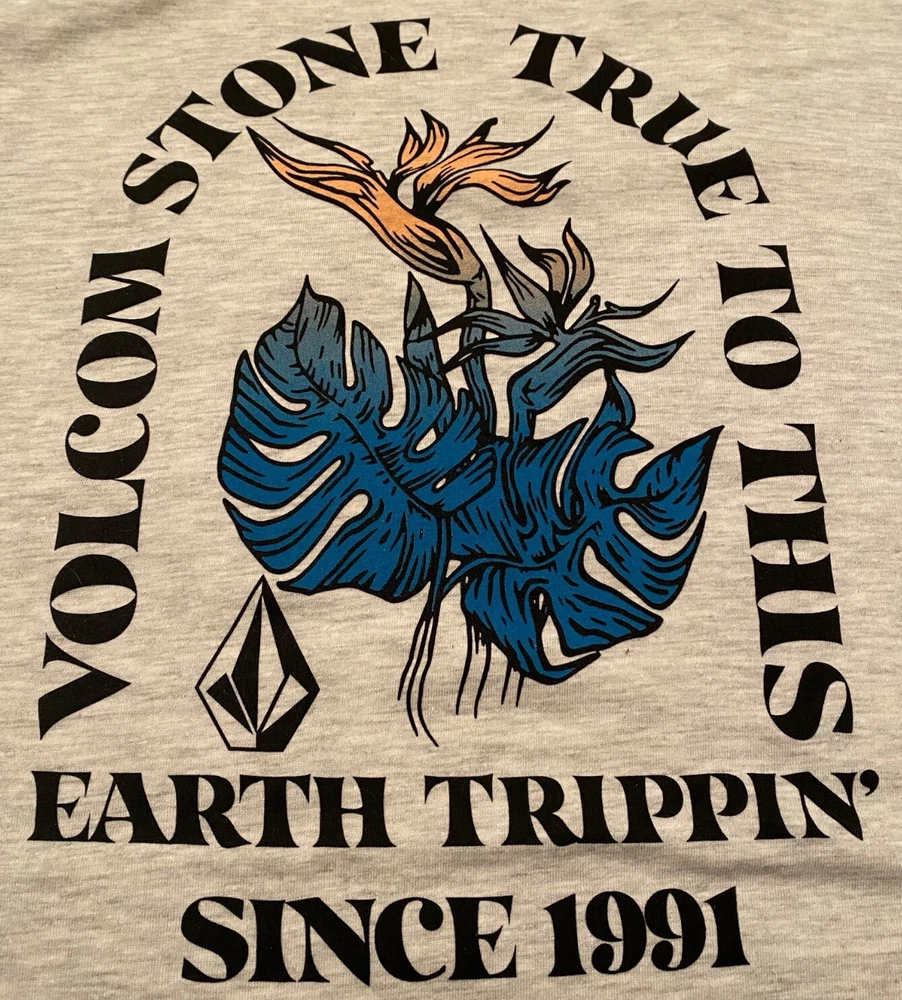 VOLCOM STONE TRUE TO THIS
EARTH TRIPPIN’
SINCE 1991